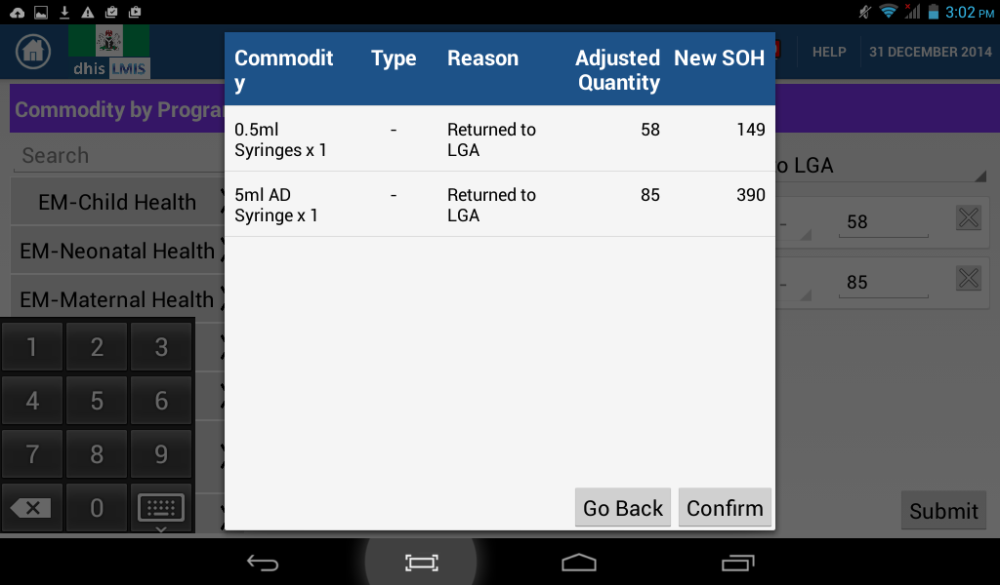 3:02 PM
dhis LMIS
HELP
31 DECEMBER 2014
Commodity by Progra
Search
EM-Child Health
EM-Neonatal Health
EM-Maternal Health
Commodit
y
Type
Reason
Adjusted
Quantity
New SOH
0.5ml
Syringes x 1
-
Returned to
LGA
58
149
5ml AD
Syringe x 1
-
Returned to
LGA
85
390
Go Back
Confirm
o LGA
-
58
-
85
Submit
1 2 3
4 5 6
7 8 9
0